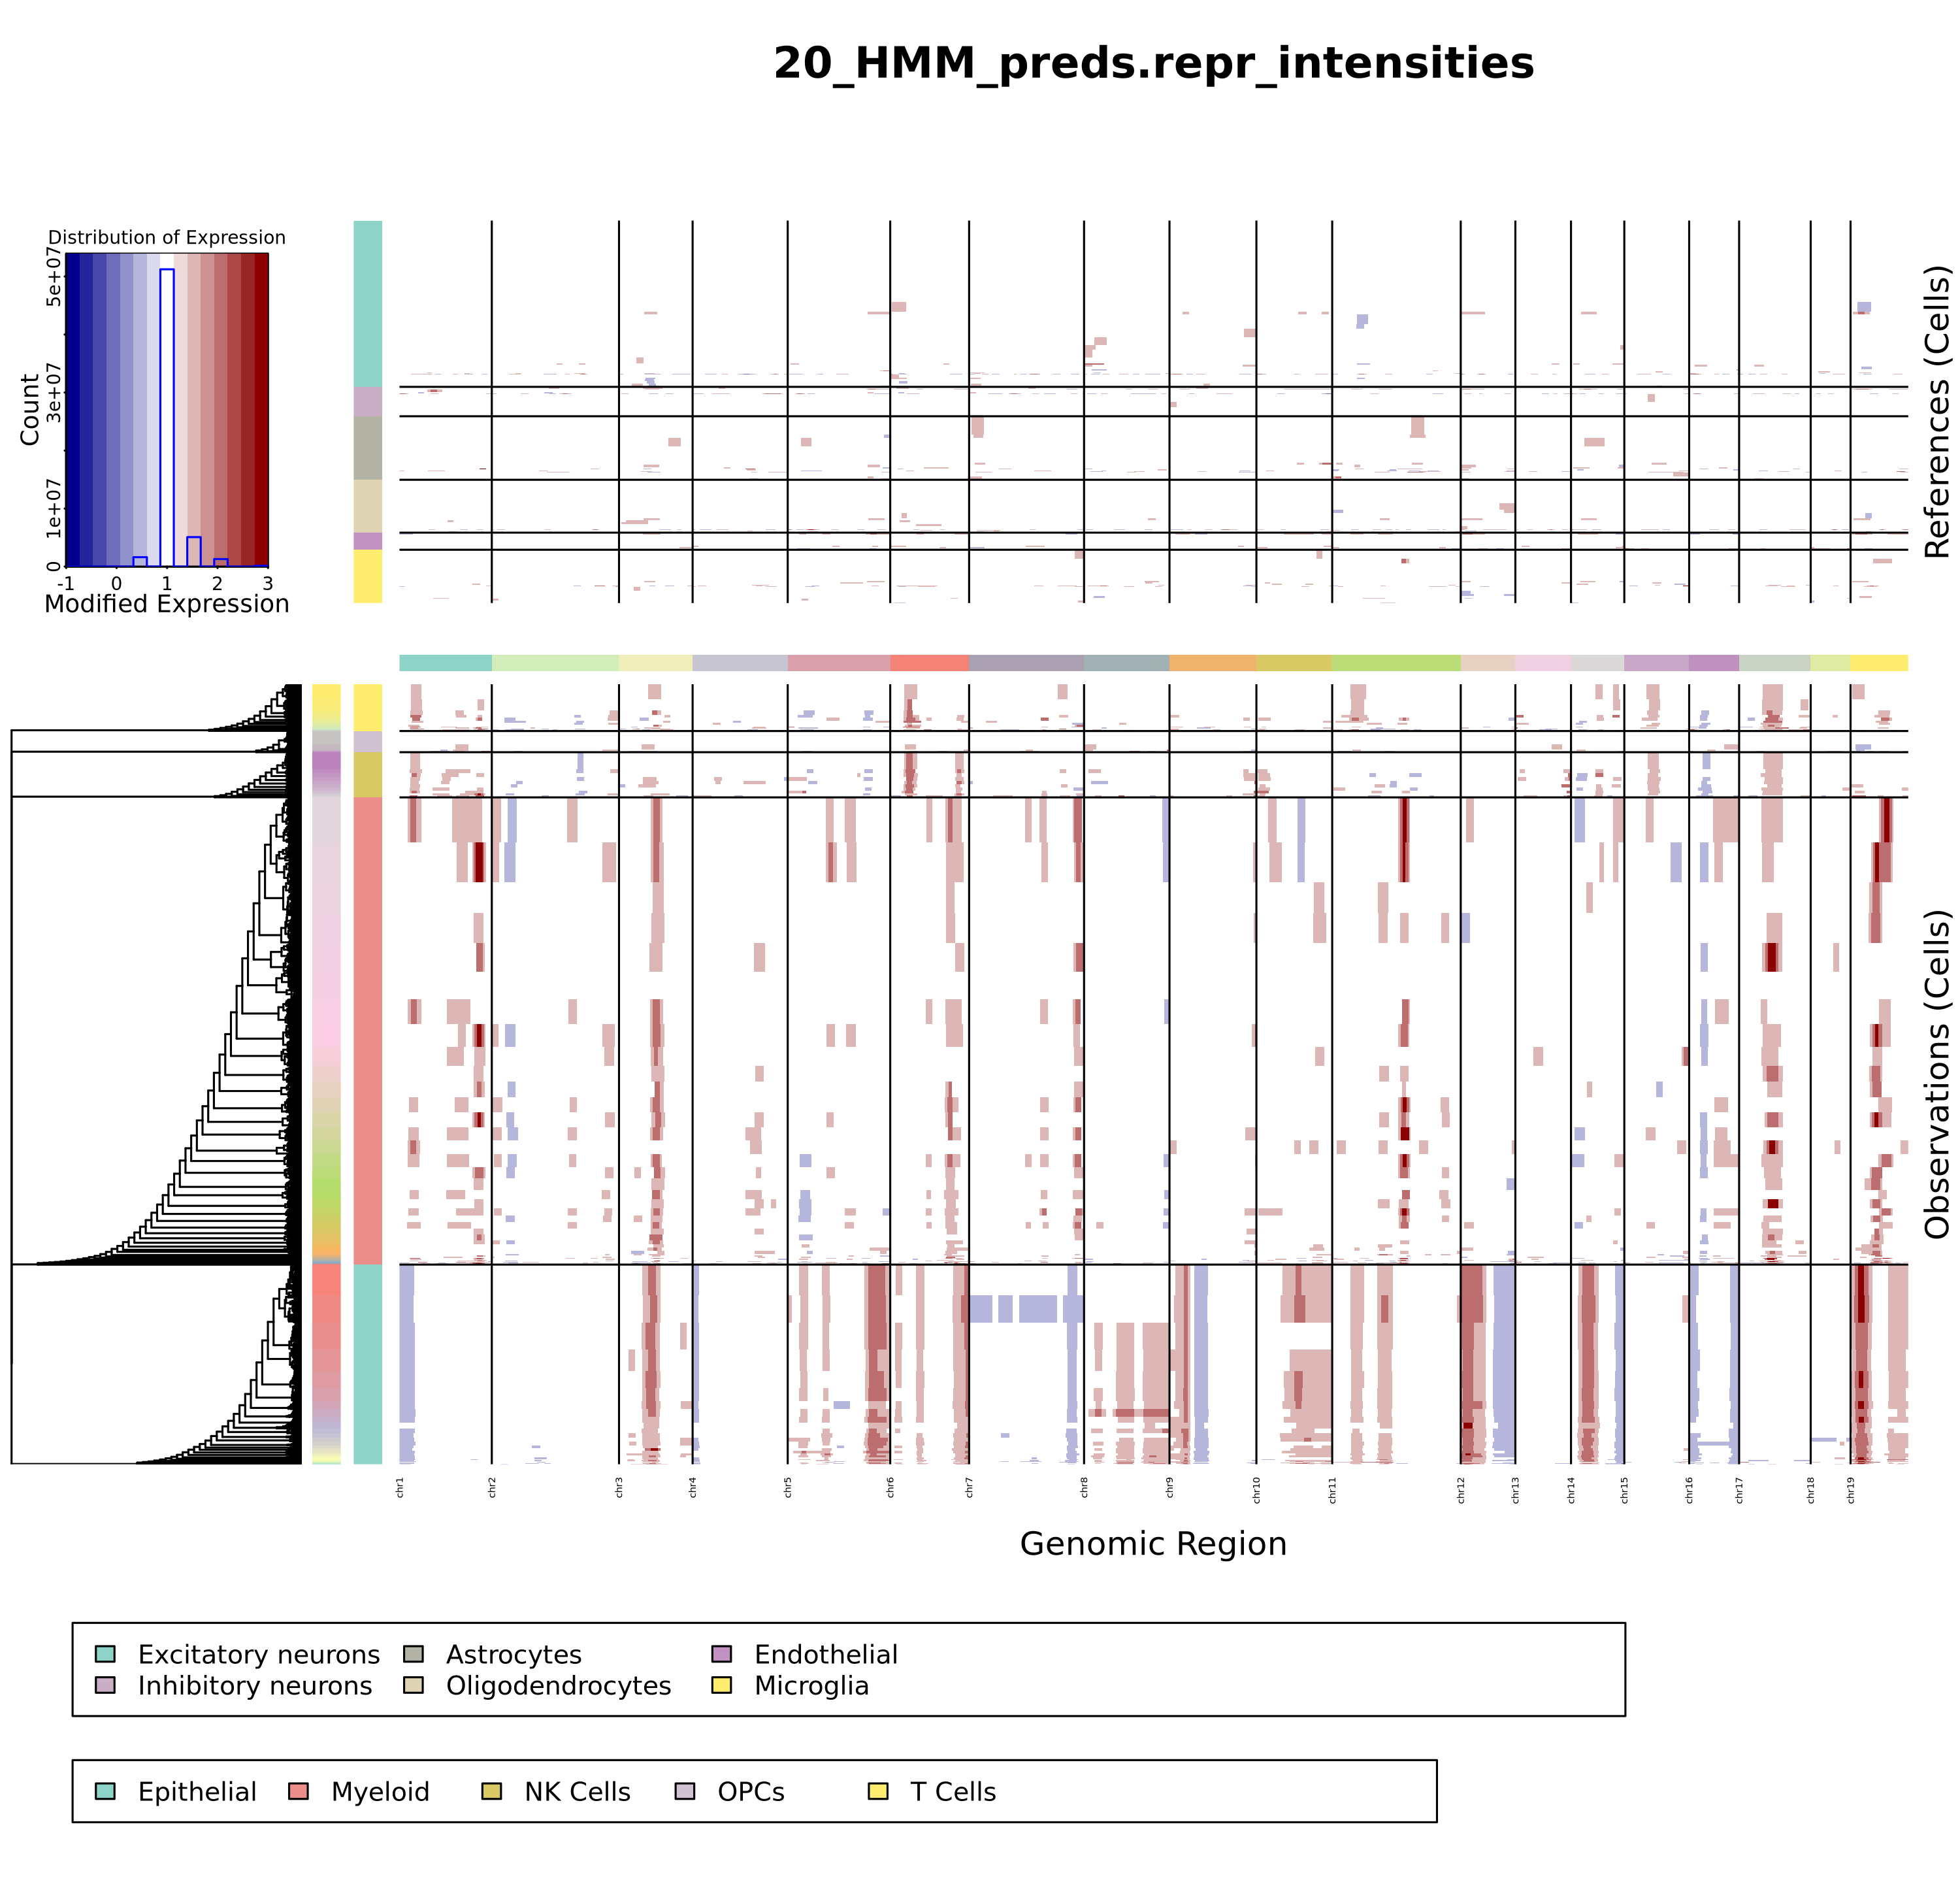 20_HMM_preds.repr_intensities
Distribution of Expression
Count
0 1e+07 3e+07 5e+07
-1 0 1 2 3
Modified Expression
References (Cells)
Observations (Cells)
chr1 chr2 chr3 chr4 chr5 chr6 chr7 chr8 chr9 chr10 chr11 chr12 chr13 chr14 chr15 chr16 chr17 chr18 chr19
Genomic Region
Excitatory neurons Astrocytes Endothelial
Inhibitory neurons Oligodendrocytes Microglia
Epithelial Myeloid NK Cells OPCs T Cells